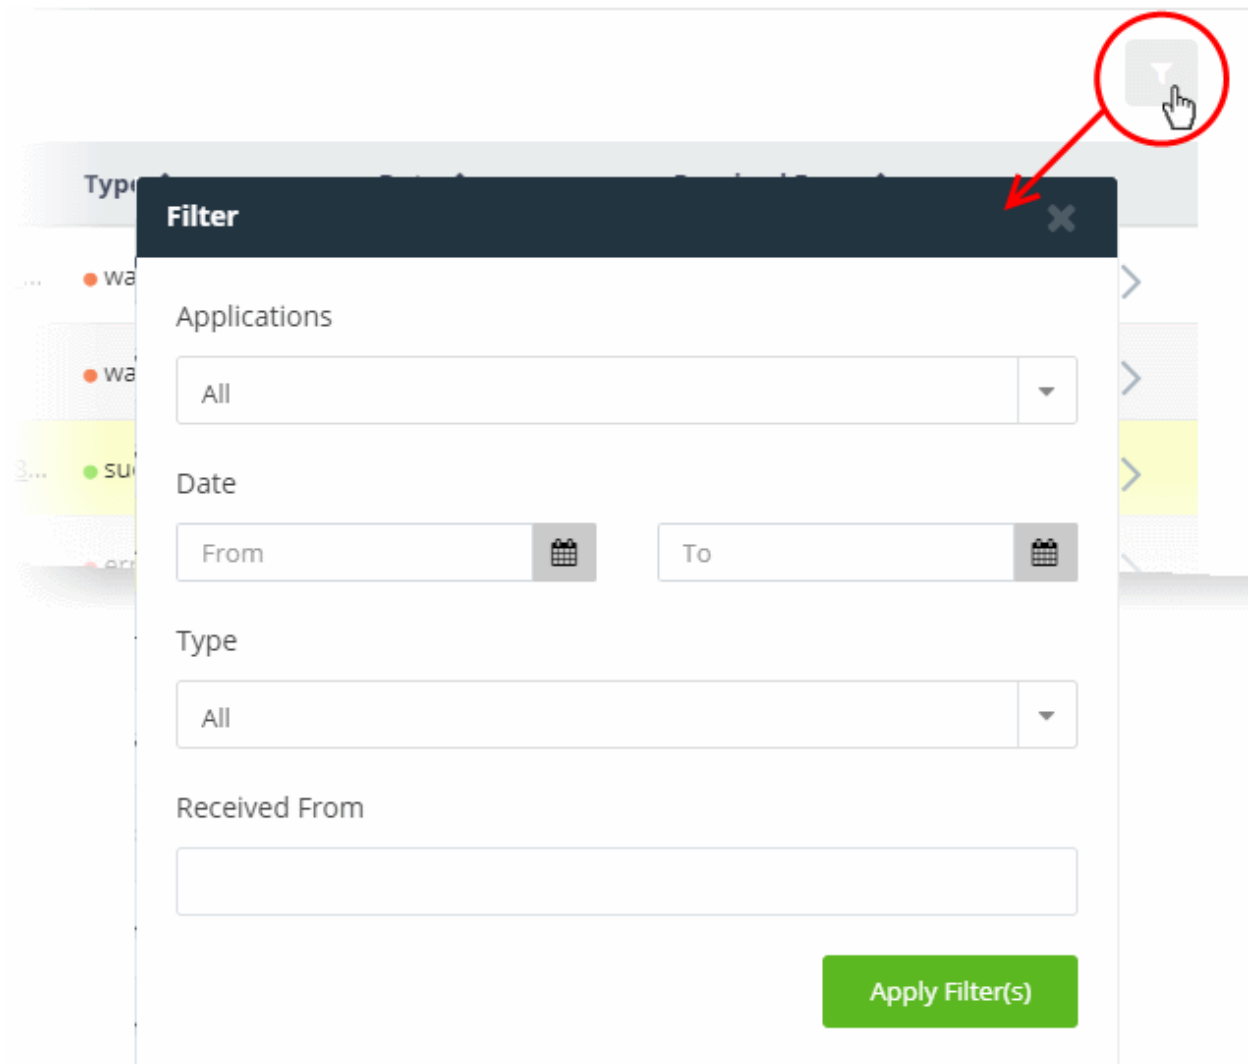 Filter
Applications
All
Date
From To
Type
All
Received From
Apply Filter(s)